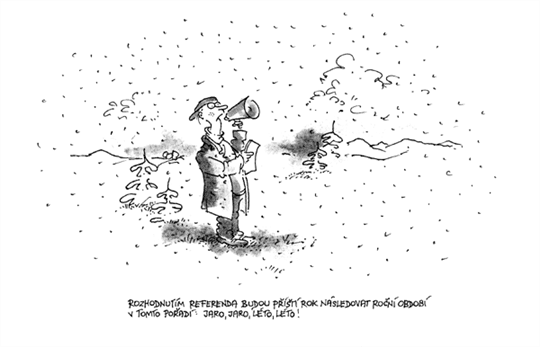 ROZHODNUTÍM REFERENDA BUDOU PŘÍŠTÍ ROK NÁSLEDOVAT ROČNÍ OBDOBÍ
V TOMTO POŘADÍ: JARO, JARO, LÉTO, LÉTO!